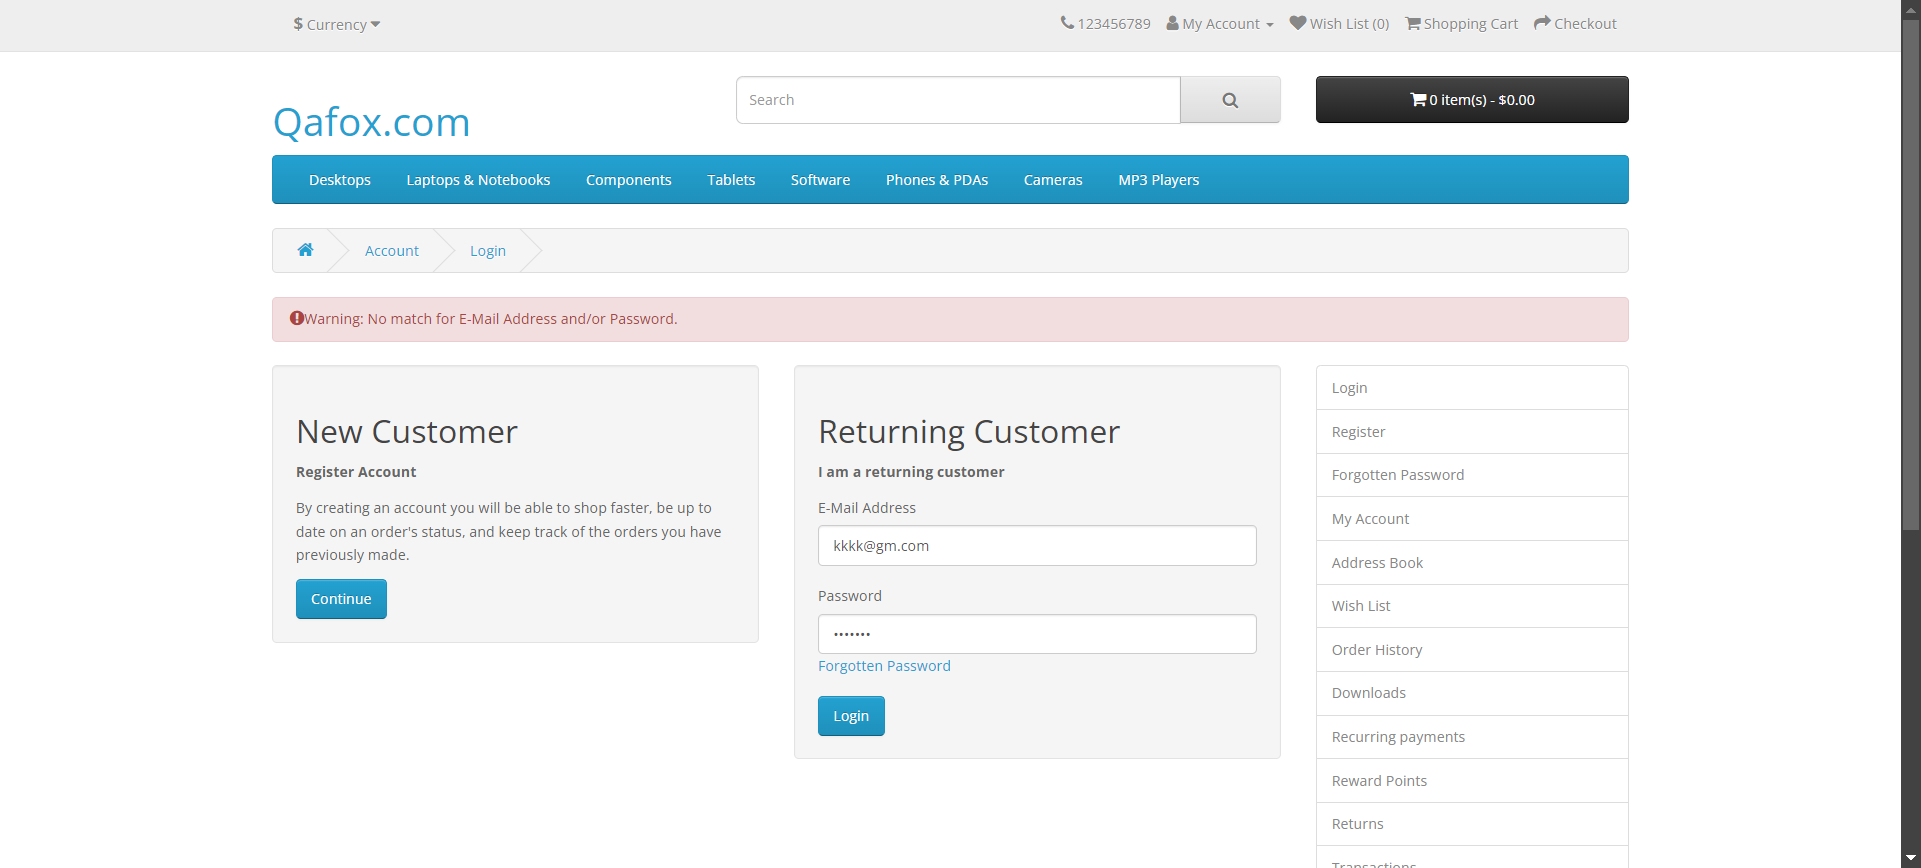 $ Currency
123456789 My Account Wish List (0) Shopping Cart Checkout
Search
0 item(s) - $0.00
Qafox.com
Desktops Laptops & Notebooks Components Tablets Software Phones & PDAs Cameras MP3 Players
Account Login
Warning: No match for E-Mail Address and/or Password.
New Customer
Register Account
By creating an account you will be able to shop faster, be up to
date on an order's status, and keep track of the orders you have
previously made.
Continue
Returning Customer
I am a returning customer
E-Mail Address
kkkk@gm.com
Password
•••••••
Forgotten Password
Login
Login
Register
Forgotten Password
My Account
Address Book
Wish List
Order History
Downloads
Recurring payments
Reward Points
Returns
Transactions